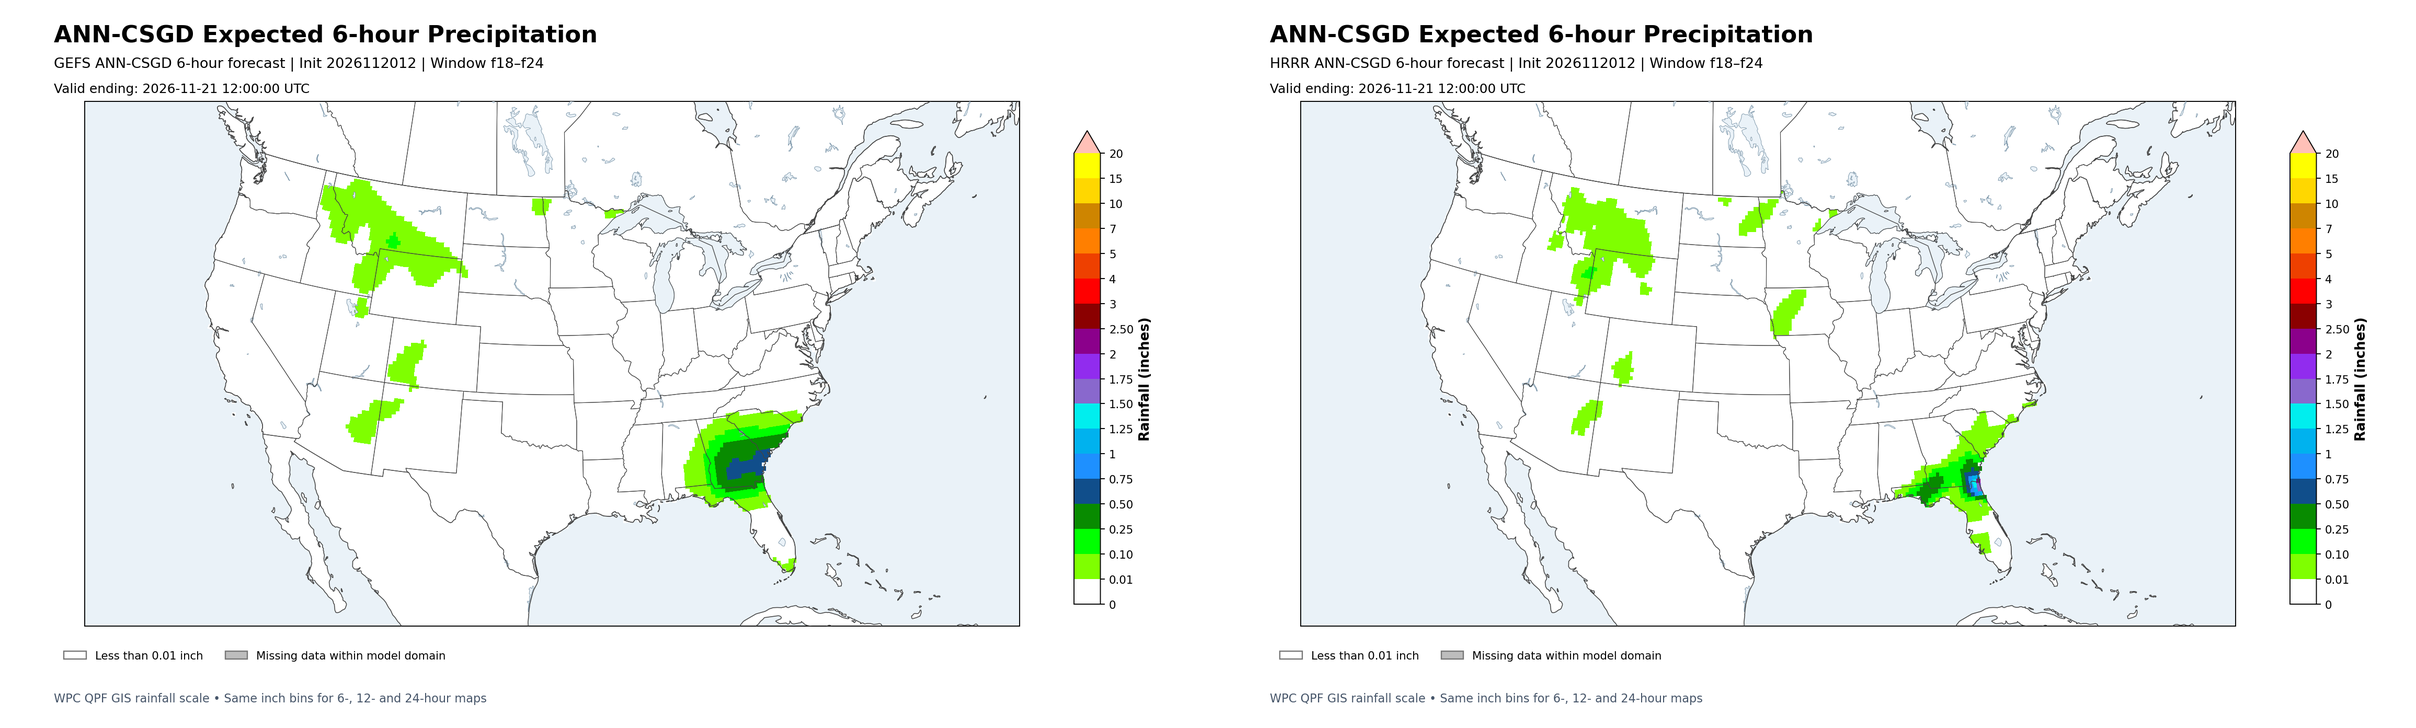 ANN-CSGD Expected 6-hour Precipitation
GEFS ANN-CSGD 6-hour forecast | Init 2026112012 | Window f18–f24
Valid ending: 2026-11-21 12:00:00 UTC
20
15
10
7
5
4
3
2.50
2
1.75
1.50
1.25
1
0.75
0.50
0.25
0.10
0.01
0
Rainfall (inches)
Less than 0.01 inch
Missing data within model domain
WPC QPF GIS rainfall scale • Same inch bins for 6-, 12- and 24-hour maps
ANN-CSGD Expected 6-hour Precipitation
HRRR ANN-CSGD 6-hour forecast | Init 2026112012 | Window f18–f24
Valid ending: 2026-11-21 12:00:00 UTC
20
15
10
7
5
4
3
2.50
2
1.75
1.50
1.25
1
0.75
0.50
0.25
0.10
0.01
0
Rainfall (inches)
Less than 0.01 inch
Missing data within model domain
WPC QPF GIS rainfall scale • Same inch bins for 6-, 12- and 24-hour maps